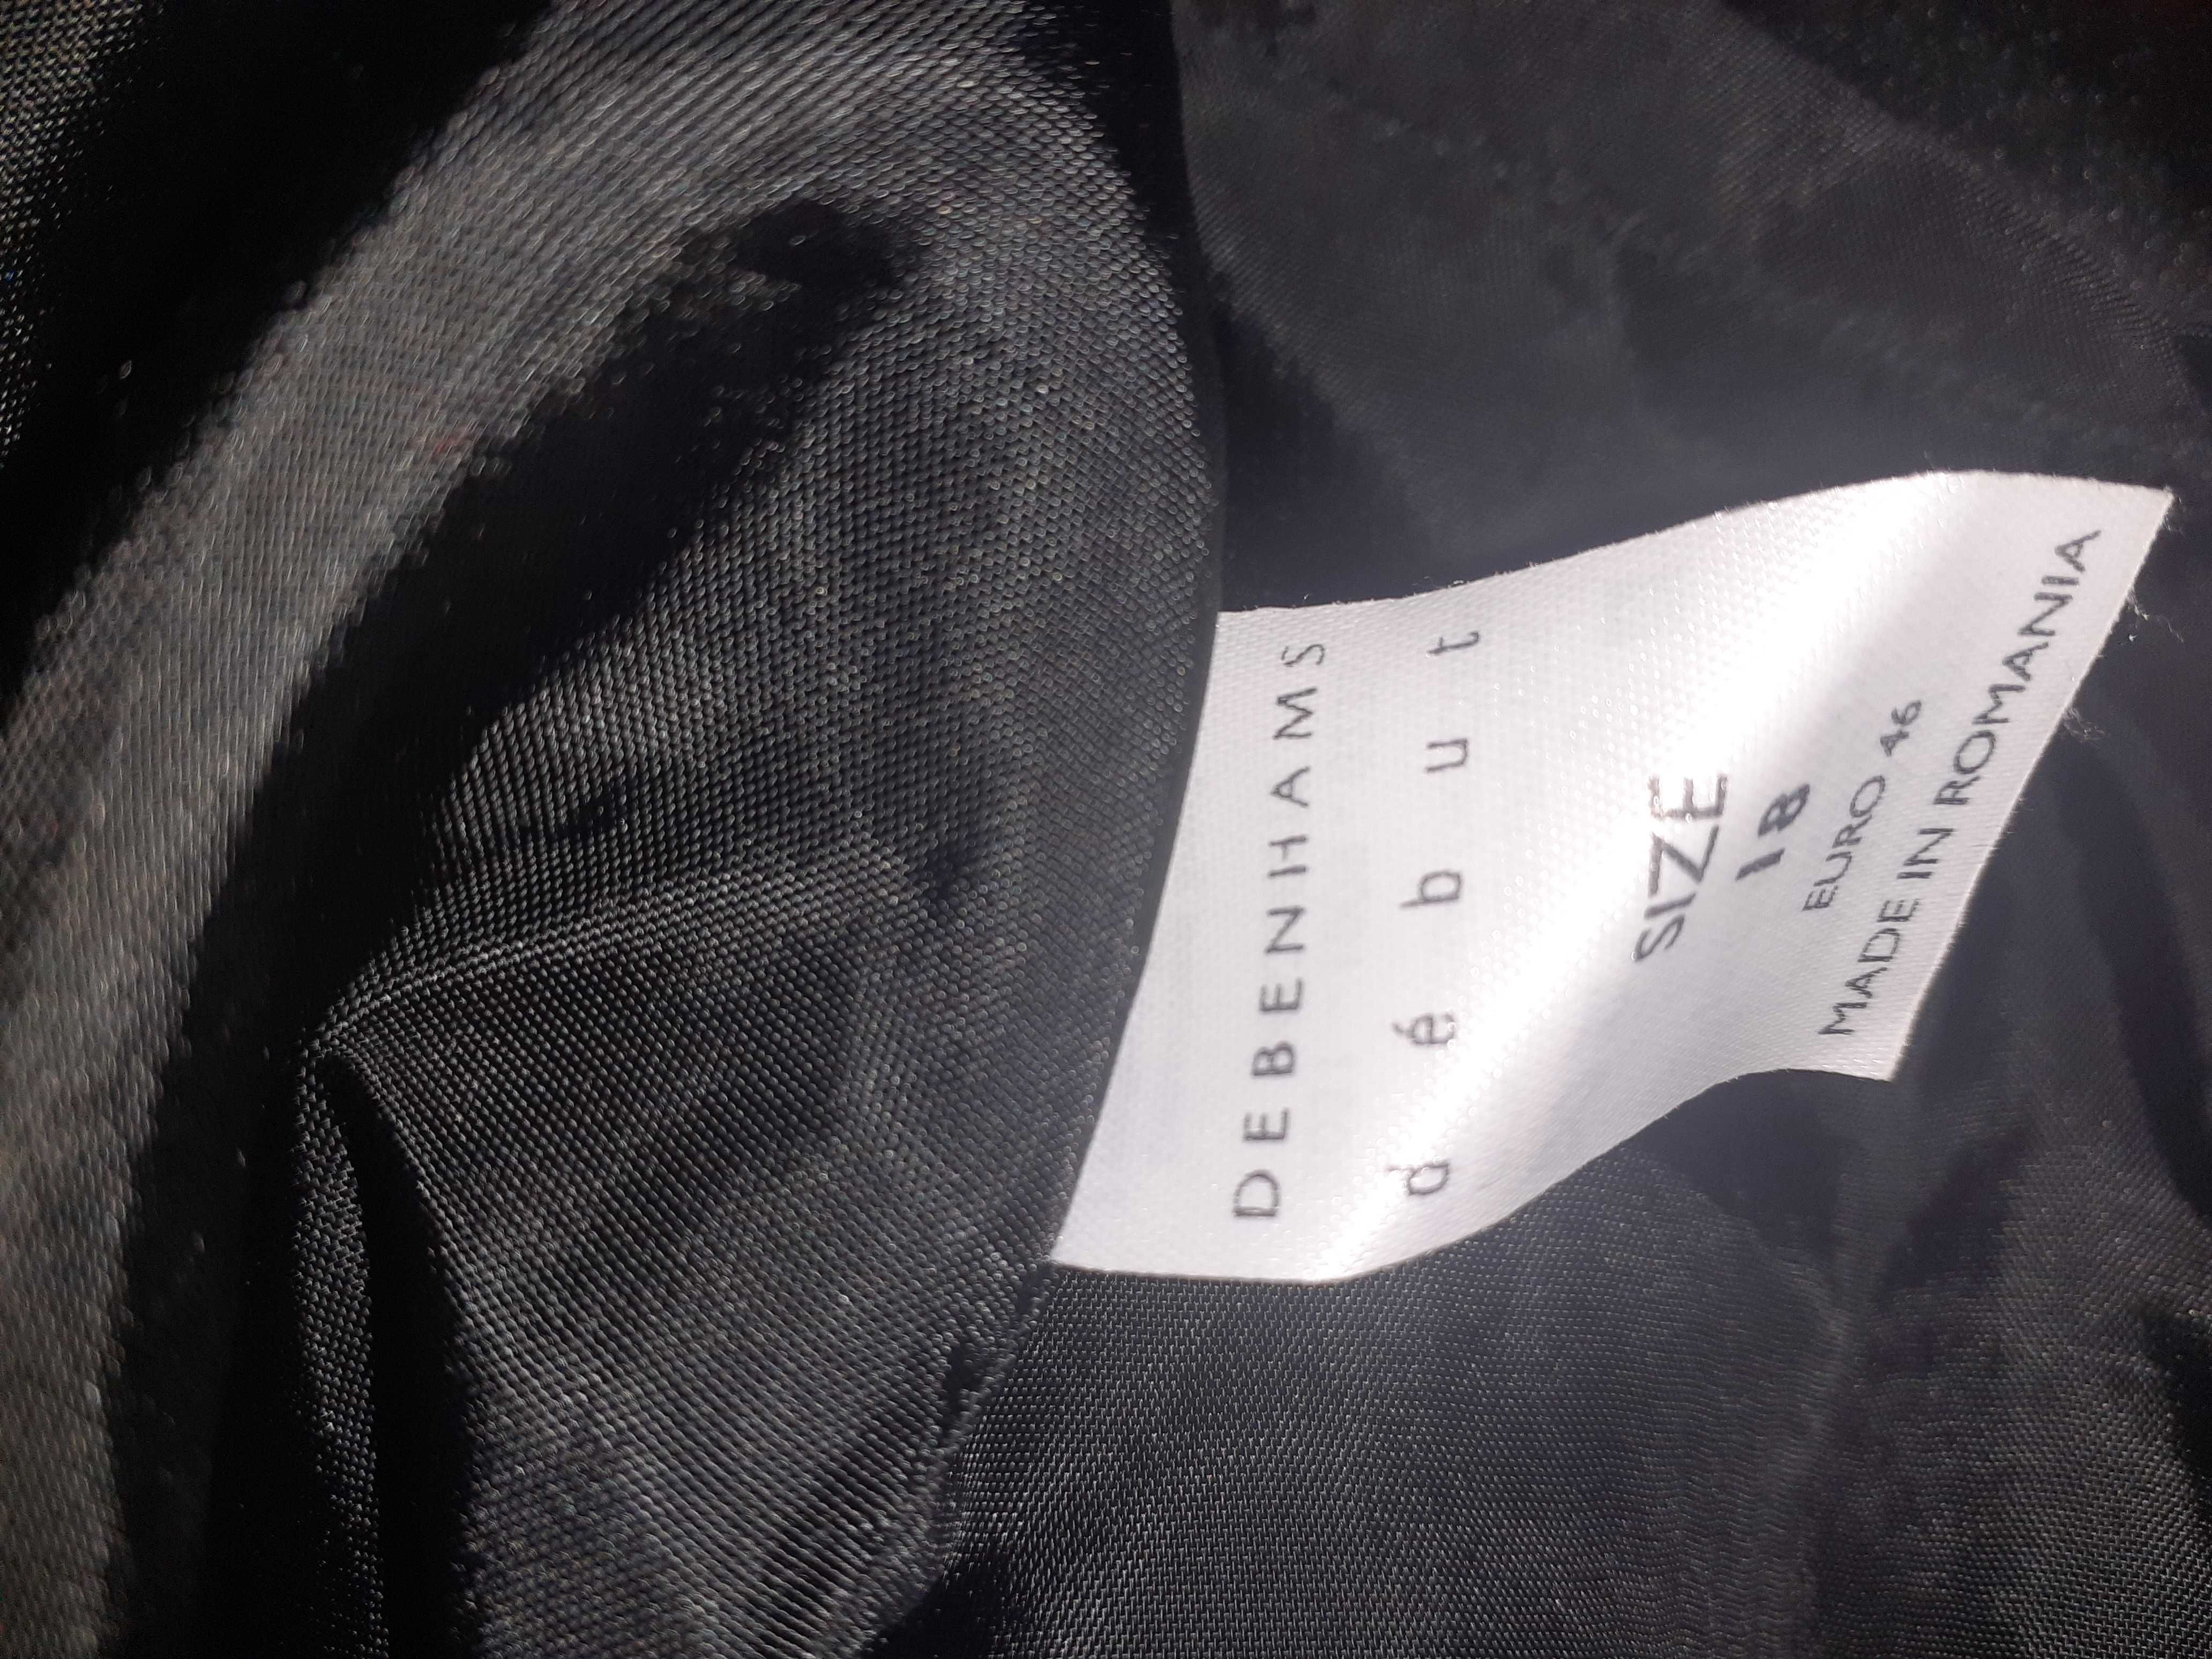 DEBENHAMS
début
SIZE
18
EURO 46
MADE IN ROMANIA